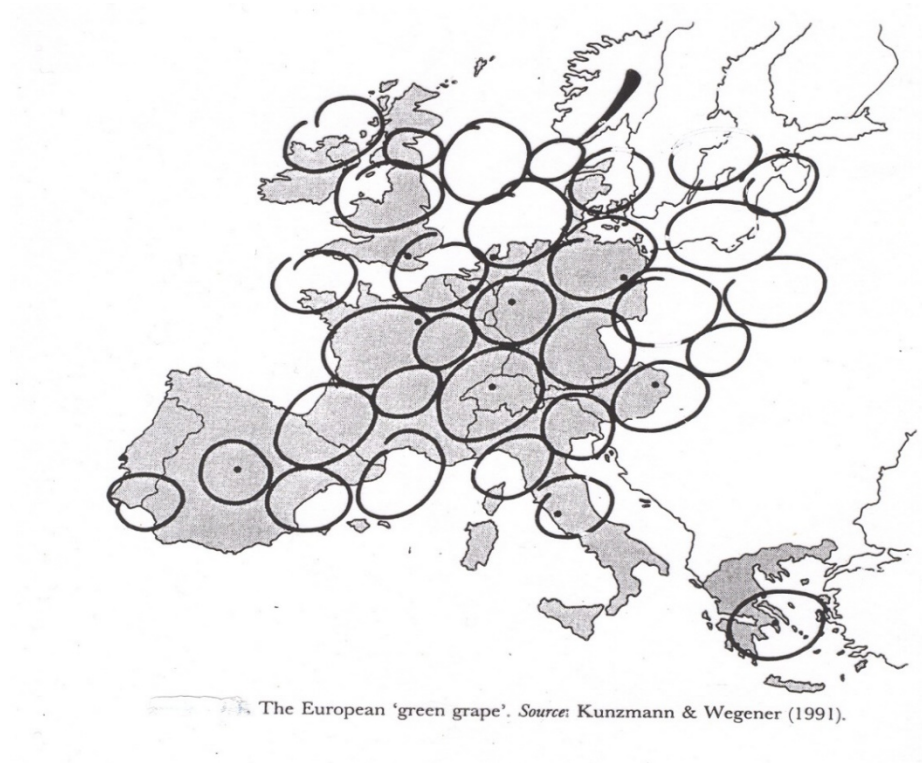 . The European ‘green grape’. Source: Kunzmann & Wegener (1991).